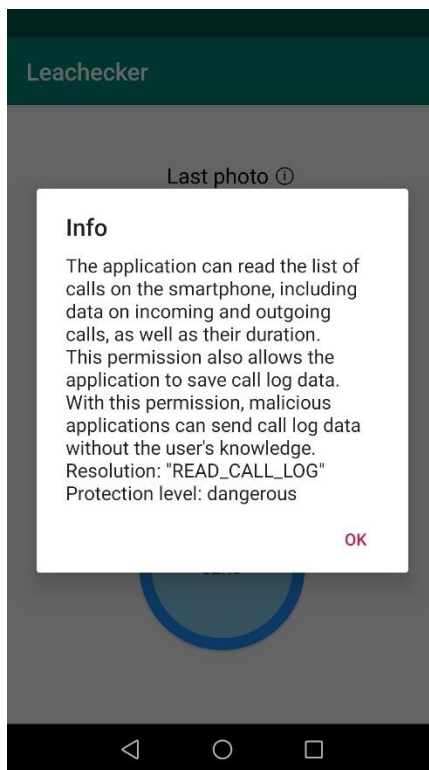 Leachecker
Last photo ⓘ
Info
The application can read the list of
calls on the smartphone, including
data on incoming and outgoing
calls, as well as their duration.
This permission also allows the
application to save call log data.
With this permission, malicious
applications can send call log data
without the user's knowledge.
Resolution: "READ_CALL_LOG"
Protection level: dangerous
OK